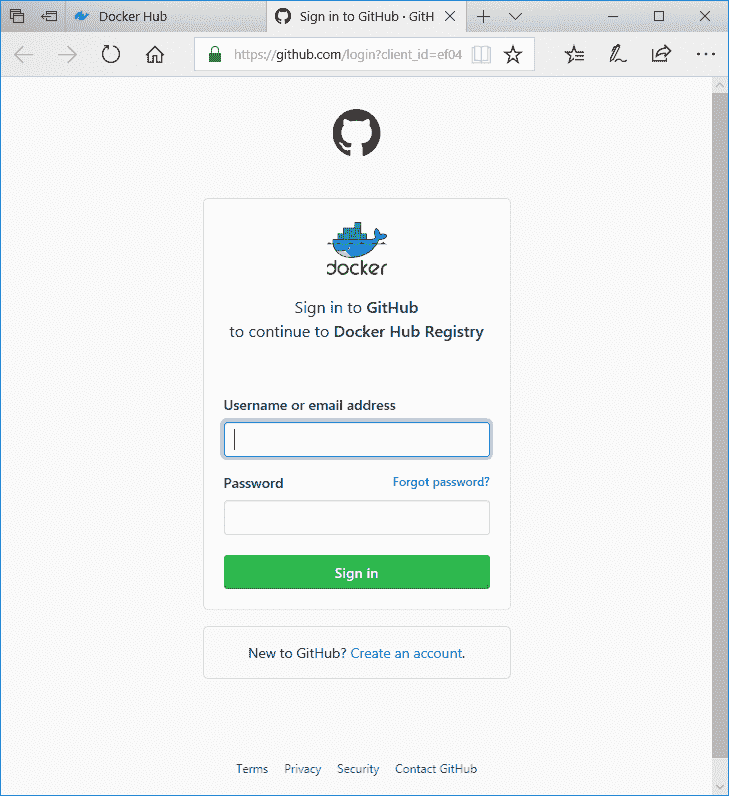 Docker Hub
Sign in to GitHub · GitH
https://github.com/login?client_id=ef04
docker
Sign in to GitHub
to continue to Docker Hub Registry
Username or email address
Password
Forgot password?
Sign in
New to GitHub? Create an account.
Terms
Privacy
Security
Contact GitHub